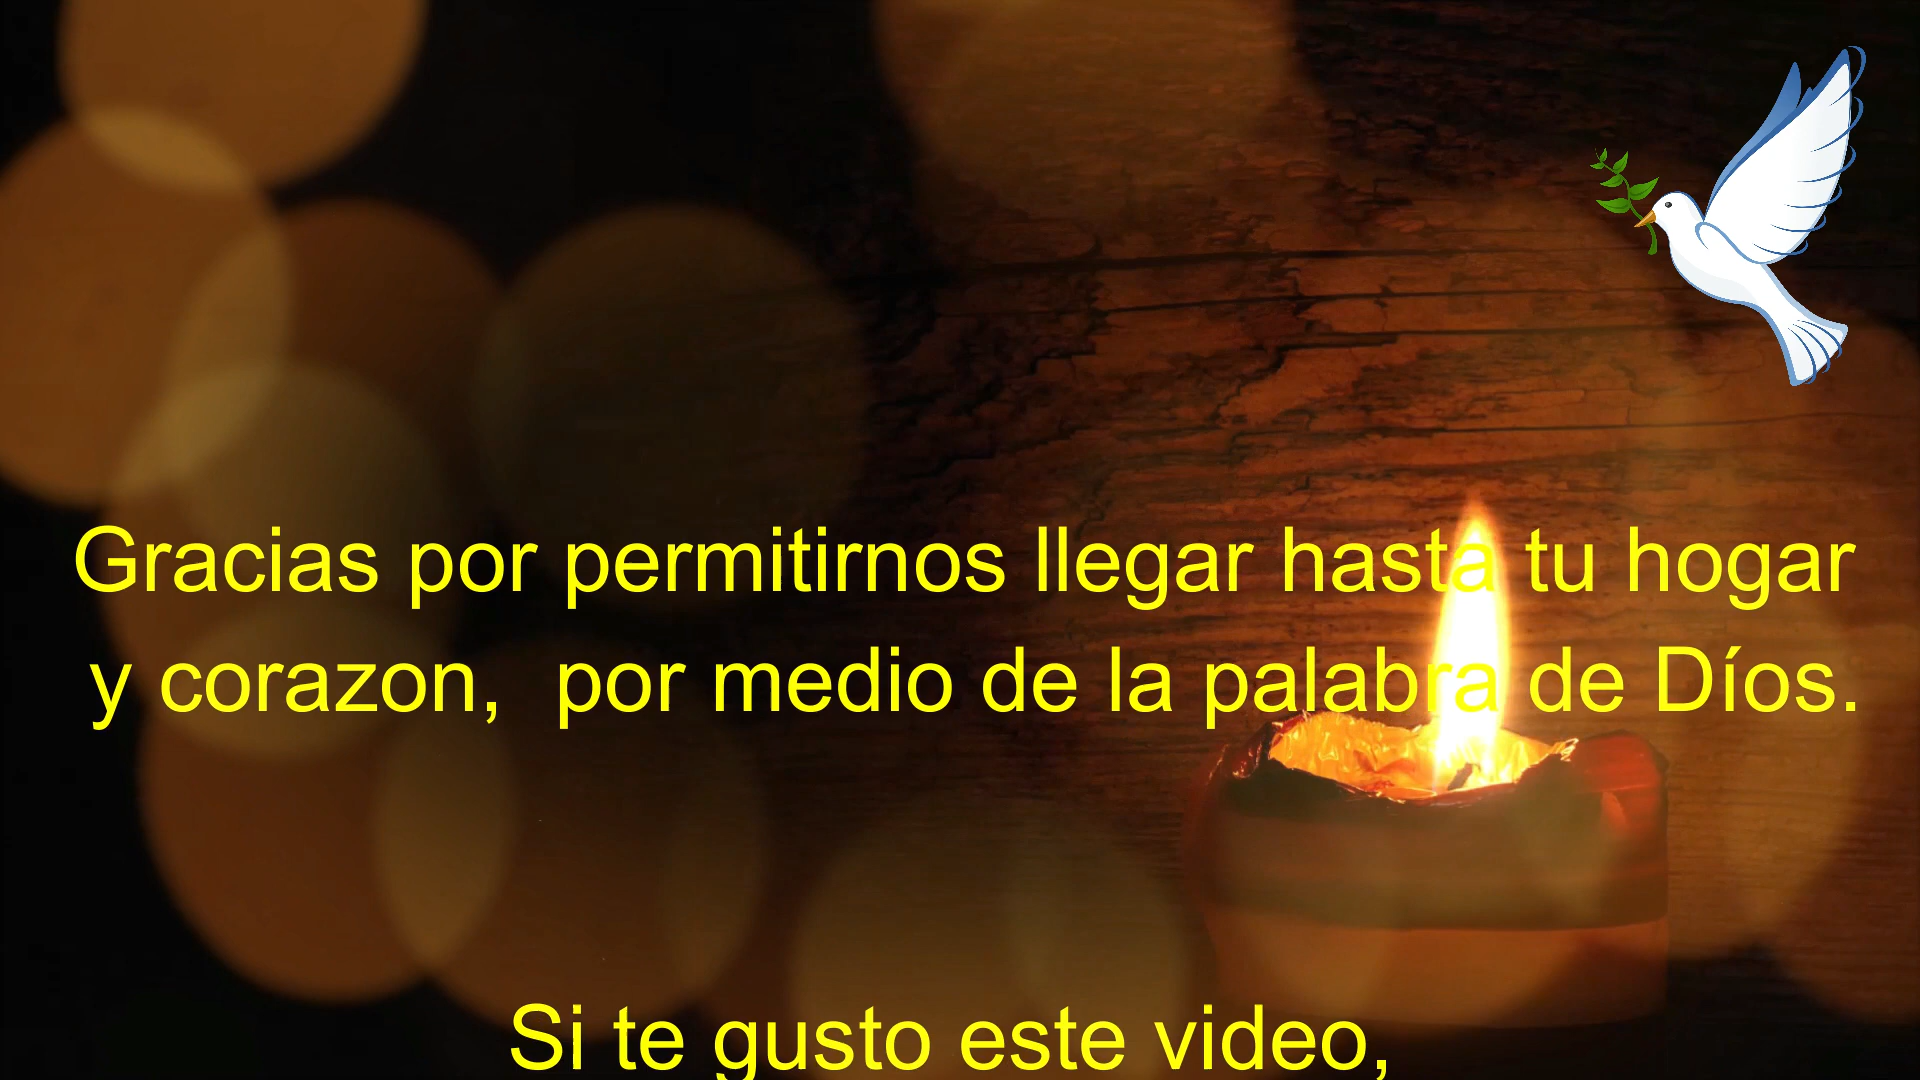 Gracias por permitirnos llegar hasta tu hogar
y corazon,  por medio de la palabra de Díos.
Si te gusto este video,